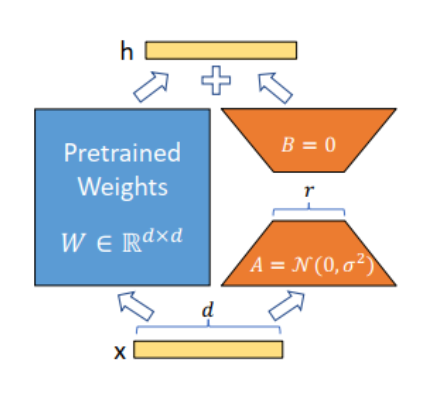 h
Pretrained
Weights
W ∈ ℝ^{d×d}
B = 0
r
A = 𝒩(0, σ²)
d
x